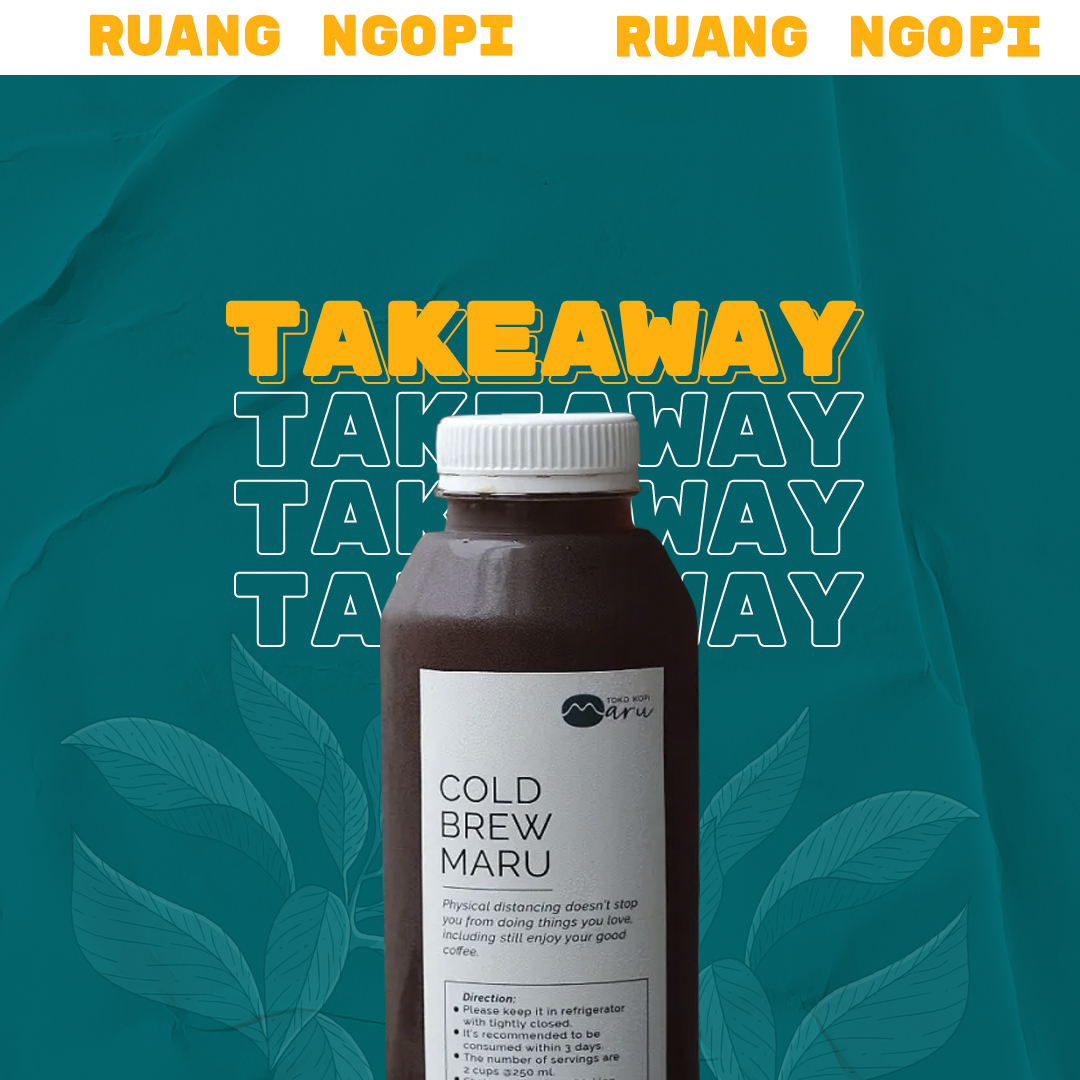 RUANG NGOPI RUANG NGOPI
TAKEAWAY
TAKEAWAY
TAKEAWAY
TAKEAWAY
TOKO KOPI
Maru
COLD
BREW
MARU
Physical distancing doesn't stop
you from doing things you love,
including still enjoy your good
coffee.
Direction:
• Please keep it in refrigerator
with tightly closed.
• It's recommended to be
consumed within 3 days.
• The number of servings are
2 cups @250 ml.